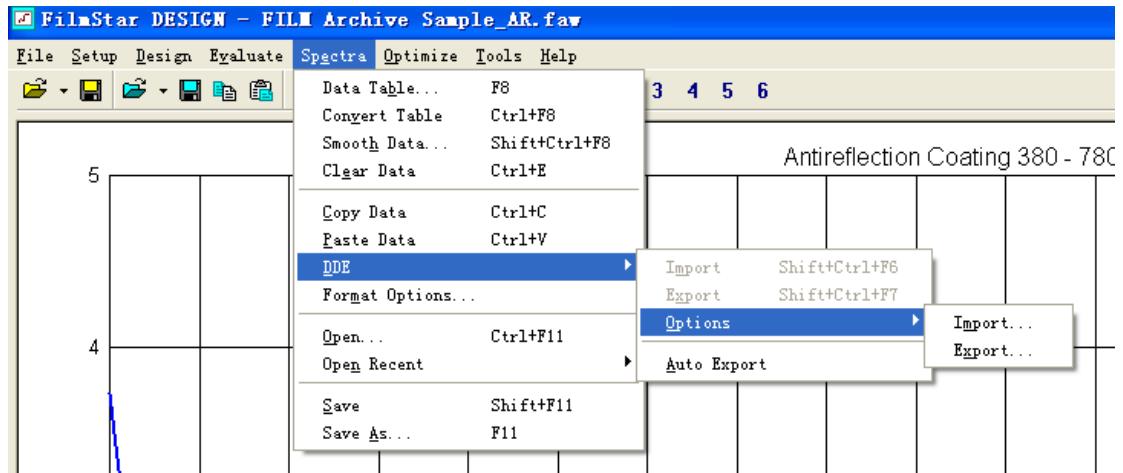 FilmStar DESIGN - FILM Archive Sample_AR.faw
File Setup Design Evaluate Spectra Optimize Tools Help
3 4 5 6
Data Table... F8
Convert Table Ctrl+F8
Smooth Data... Shift+Ctrl+F8
Clear Data Ctrl+E
Copy Data Ctrl+C
Paste Data Ctrl+V
DDE
Format Options...
Open... Ctrl+F11
Open Recent
Save Shift+F11
Save As... F11
Import Shift+Ctrl+F6
Export Shift+Ctrl+F7
Options
Auto Export
Import...
Export...
Antireflection Coating 380 - 780
5
4